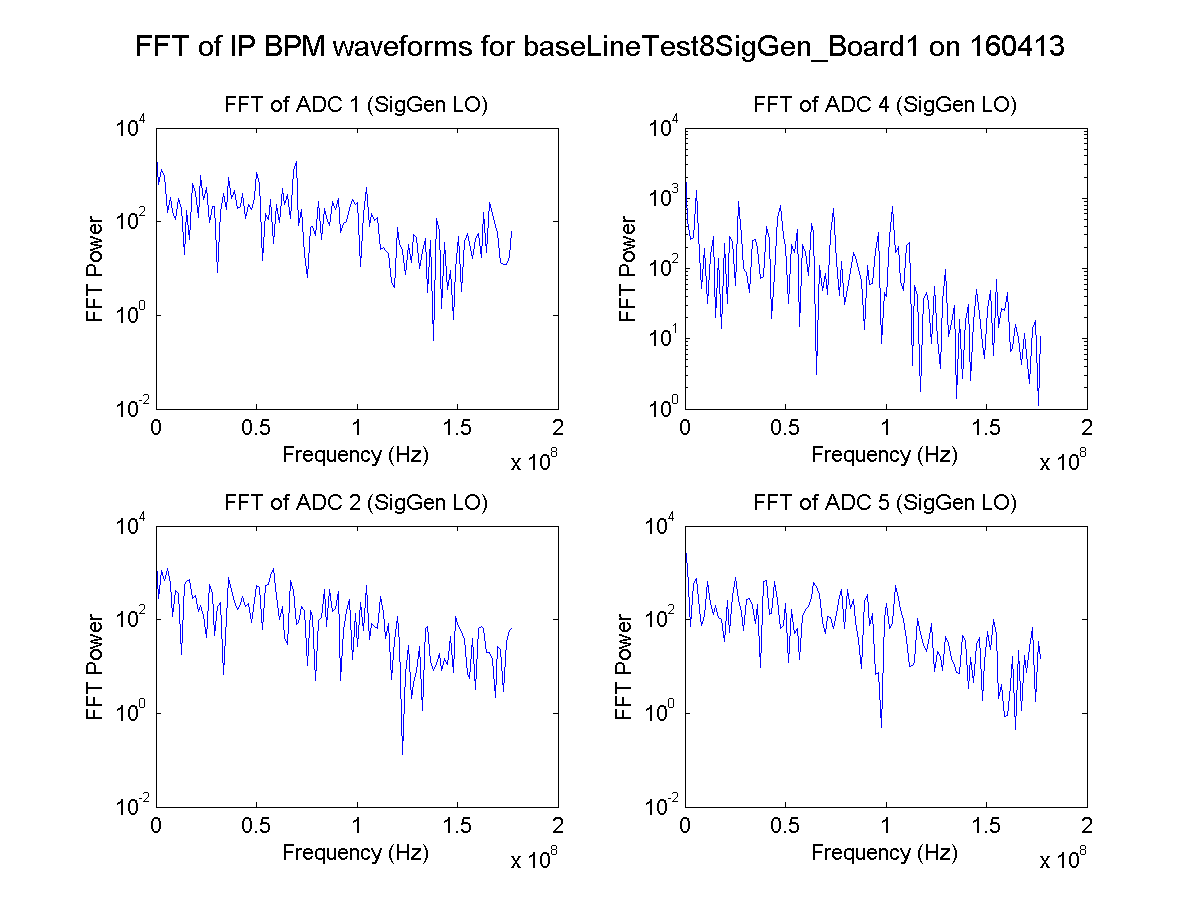 FFT of IP BPM waveforms for baseLineTest8SigGen_Board1 on 160413
FFT of ADC 1 (SigGen LO)
10^4
10^2
10^0
10^-2
FFT Power
0 0.5 1 1.5 2
Frequency (Hz)
x 10^8
FFT of ADC 4 (SigGen LO)
10^4
10^3
10^2
10^1
10^0
FFT Power
0 0.5 1 1.5 2
Frequency (Hz)
x 10^8
FFT of ADC 2 (SigGen LO)
10^4
10^2
10^0
10^-2
FFT Power
0 0.5 1 1.5 2
Frequency (Hz)
x 10^8
FFT of ADC 5 (SigGen LO)
10^4
10^2
10^0
10^-2
FFT Power
0 0.5 1 1.5 2
Frequency (Hz)
x 10^8